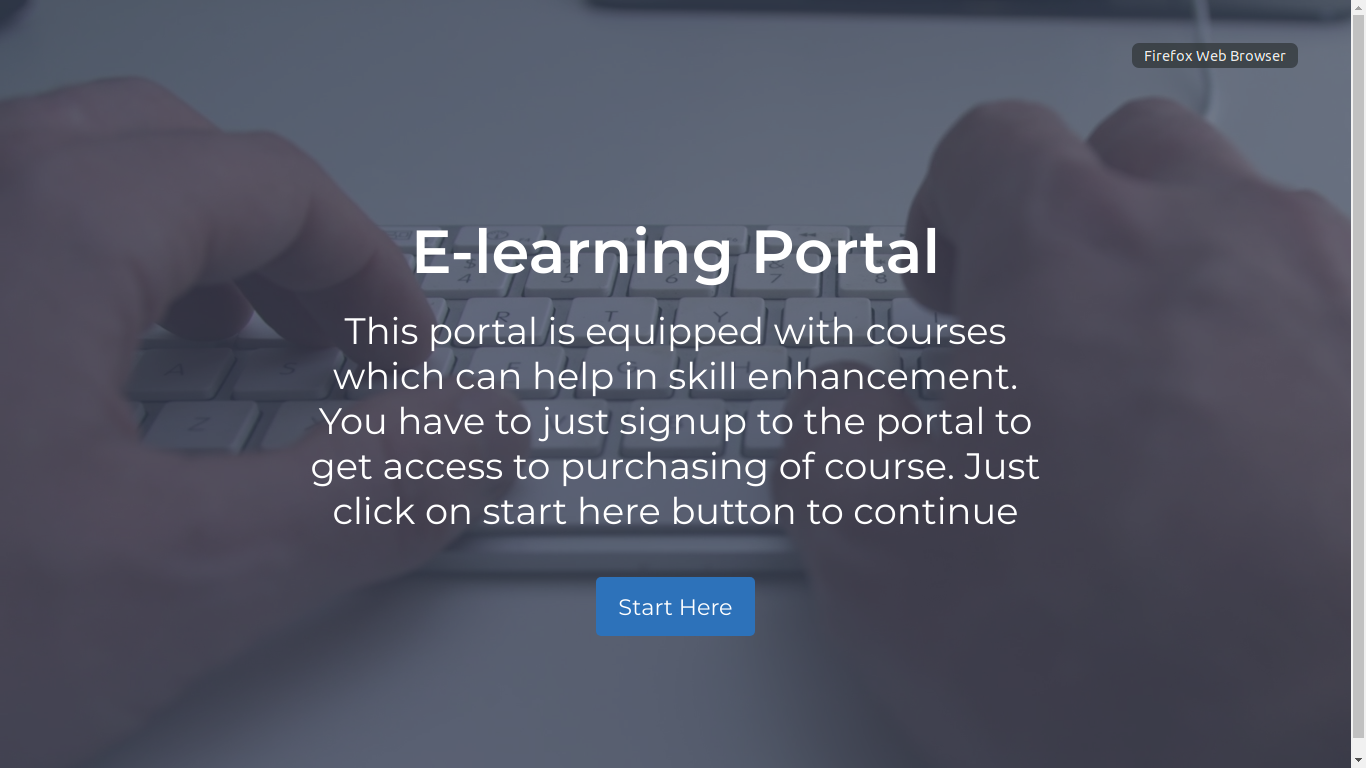 Firefox Web Browser
E-learning Portal
This portal is equipped with courses
which can help in skill enhancement.
You have to just signup to the portal to
get access to purchasing of course. Just
click on start here button to continue
Start Here